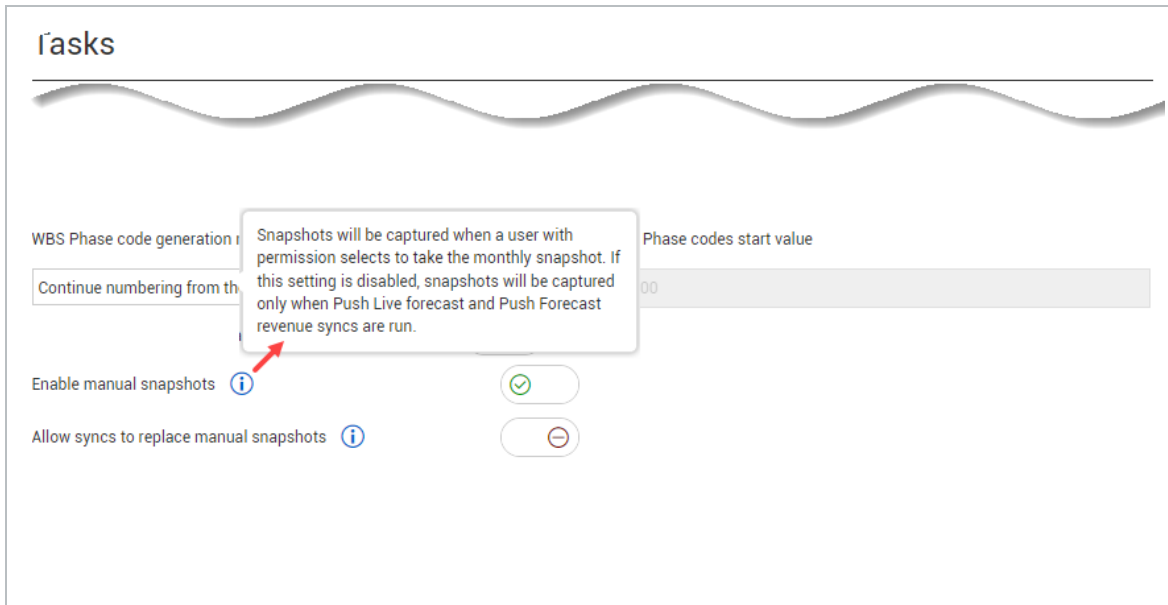 Tasks
WBS Phase code generation
Snapshots will be captured when a user with
permission selects to take the monthly snapshot. If
this setting is disabled, snapshots will be captured
only when Push Live forecast and Push Forecast
revenue syncs are run.
Phase codes start value
Continue numbering from
00
Enable manual snapshots
Allow syncs to replace manual snapshots